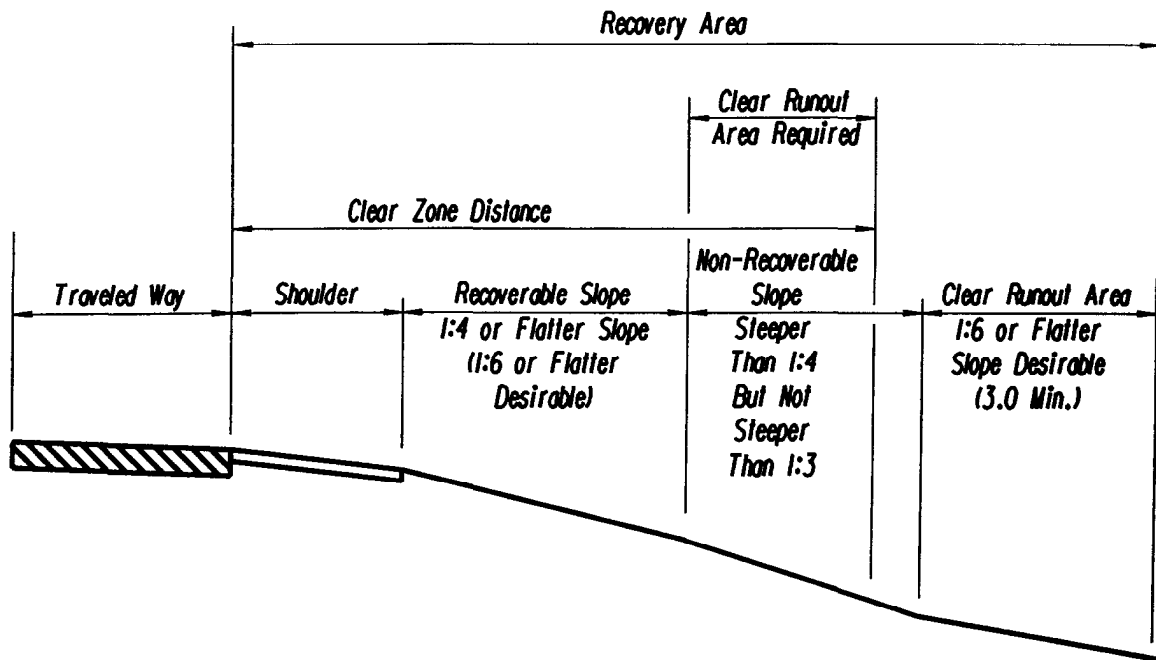 Recovery Area
Clear Runout
Area Required
Clear Zone Distance
Traveled Way
Shoulder
Recoverable Slope
1:4 or Flatter Slope
(1:6 or Flatter
Desirable)
Non-Recoverable
Slope
Steeper
Than 1:4
But Not
Steeper
Than 1:3
Clear Runout Area
1:6 or Flatter
Slope Desirable
(3.0 Min.)